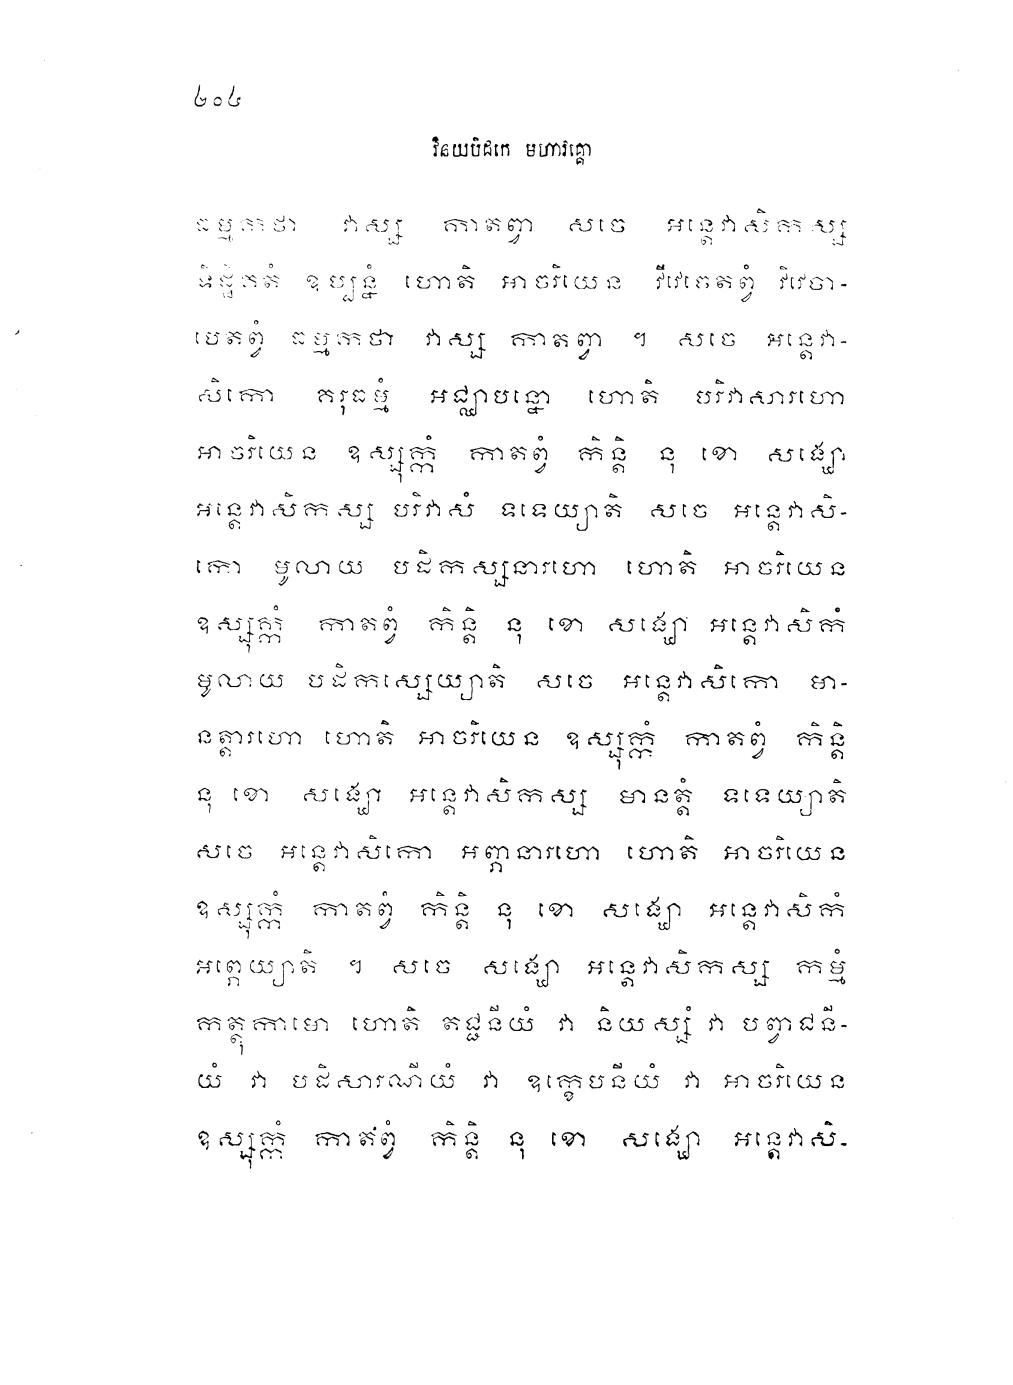 ២០៤
វិនយបិដកេ មហាវគ្គោ
ធម្មកថា វាស្ស កាតព្វា សចេ អន្តេវាសិកស្ស
ទិដ្ឋិគតំ ឧប្បន្នំ ហោតិ អាចរិយេន វិវេចេតព្វំ វិវេចា-
បេតព្វំ ធម្មកថា វាស្ស កាតព្វា ។ សចេ អន្តេវា-
សិកោ គរុធម្មំ អជ្ឈាបន្នោ ហោតិ បរិវាសារហោ
អាចរិយេន ឧស្សុក្កំ កាតព្វំ កិន្តិ នុ ខោ សង្ឃោ
អន្តេវាសិកស្ស បរិវាសំ ទទេយ្យាតិ សចេ អន្តេវាសិ-
កោ មូលាយ បដិកស្សនារហោ ហោតិ អាចរិយេន
ឧស្សុក្កំ កាតព្វំ កិន្តិ នុ ខោ សង្ឃោ អន្តេវាសិកំ
មូលាយ បដិកស្សេយ្យាតិ សចេ អន្តេវាសិកោ មា-
នត្តារហោ ហោតិ អាចរិយេន ឧស្សុក្កំ កាតព្វំ កិន្តិ
នុ ខោ សង្ឃោ អន្តេវាសិកស្ស មានត្តំ ទទេយ្យាតិ
សចេ អន្តេវាសិកោ អព្ភានារហោ ហោតិ អាចរិយេន
ឧស្សុក្កំ កាតព្វំ កិន្តិ នុ ខោ សង្ឃោ អន្តេវាសិកំ
អព្ភេយ្យាតិ ។ សចេ សង្ឃោ អន្តេវាសិកស្ស កម្មំ
កត្តុកាមោ ហោតិ តជ្ជនីយំ វា និយស្សំ វា បព្វាជនី-
យំ វា បដិសារណីយំ វា ឧក្ខេបនីយំ វា អាចរិយេន
ឧស្សុក្កំ កាតព្វំ កិន្តិ នុ ខោ សង្ឃោ អន្តេវាសិ-